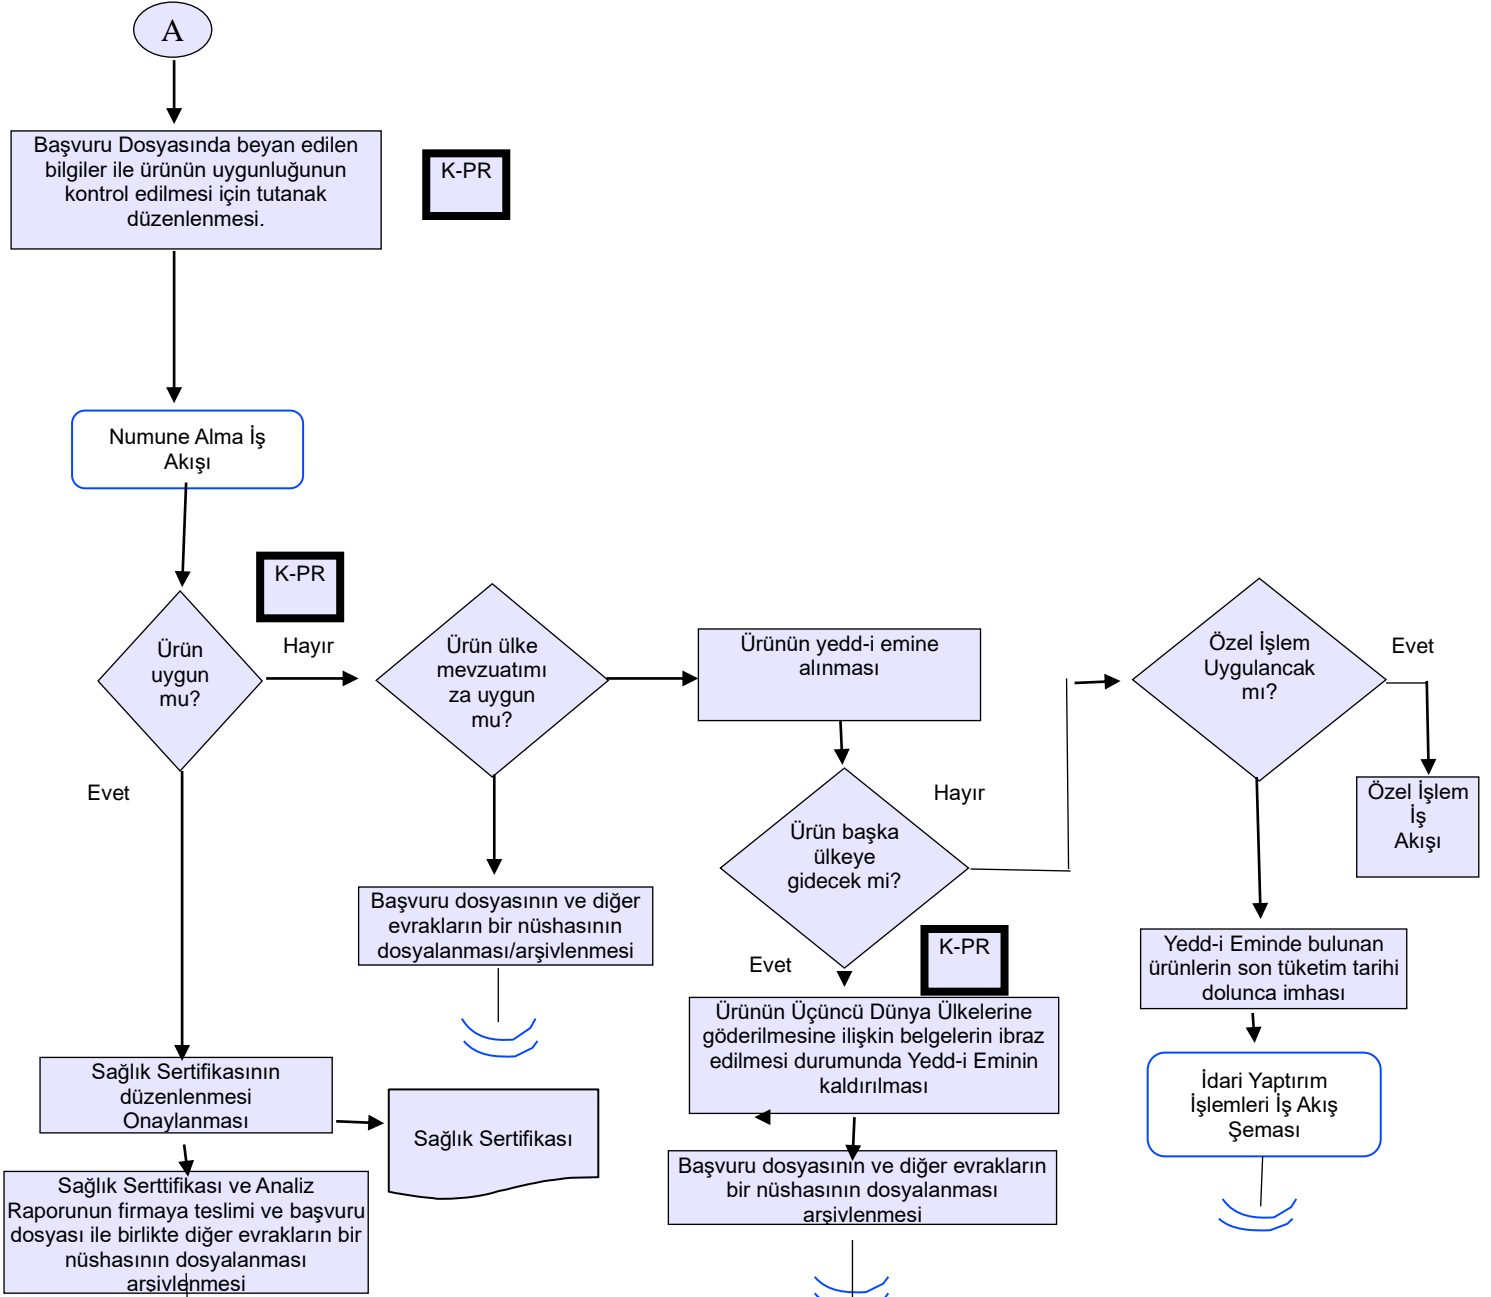 A
Başvuru Dosyasında beyan edilen
bilgiler ile ürünün uygunluğunun
kontrol edilmesi için tutanak
düzenlenmesi.
K-PR
Numune Alma İş
Akışı
K-PR
Ürün
uygun
mu?
Hayır
Evet
Ürün ülke
mevzuatımı
za uygun
mu?
Ürünün yedd-i emine
alınması
Özel İşlem
Uygulancak
mı?
Evet
Özel İşlem
İş
Akışı
Ürün başka
ülkeye
gidecek mi?
Hayır
Evet
K-PR
Başvuru dosyasının ve diğer
evrakların bir nüshasının
dosyalanması/arşivlenmesi
Yedd-i Eminde bulunan
ürünlerin son tüketim tarihi
dolunca imhası
Ürünün Üçüncü Dünya Ülkelerine
göderilmesine ilişkin belgelerin ibraz
edilmesi durumunda Yedd-i Eminin
kaldırılması
Sağlık Sertifikasının
düzenlenmesi
Onaylanması
Sağlık Sertifikası
İdari Yaptırım
İşlemleri İş Akış
Şeması
Başvuru dosyasının ve diğer evrakların
bir nüshasının dosyalanması
arşivlenmesi
Sağlık Serttifikası ve Analiz
Raporunun firmaya teslimi ve başvuru
dosyası ile birlikte diğer evrakların bir
nüshasının dosyalanması
arşivlenmesi